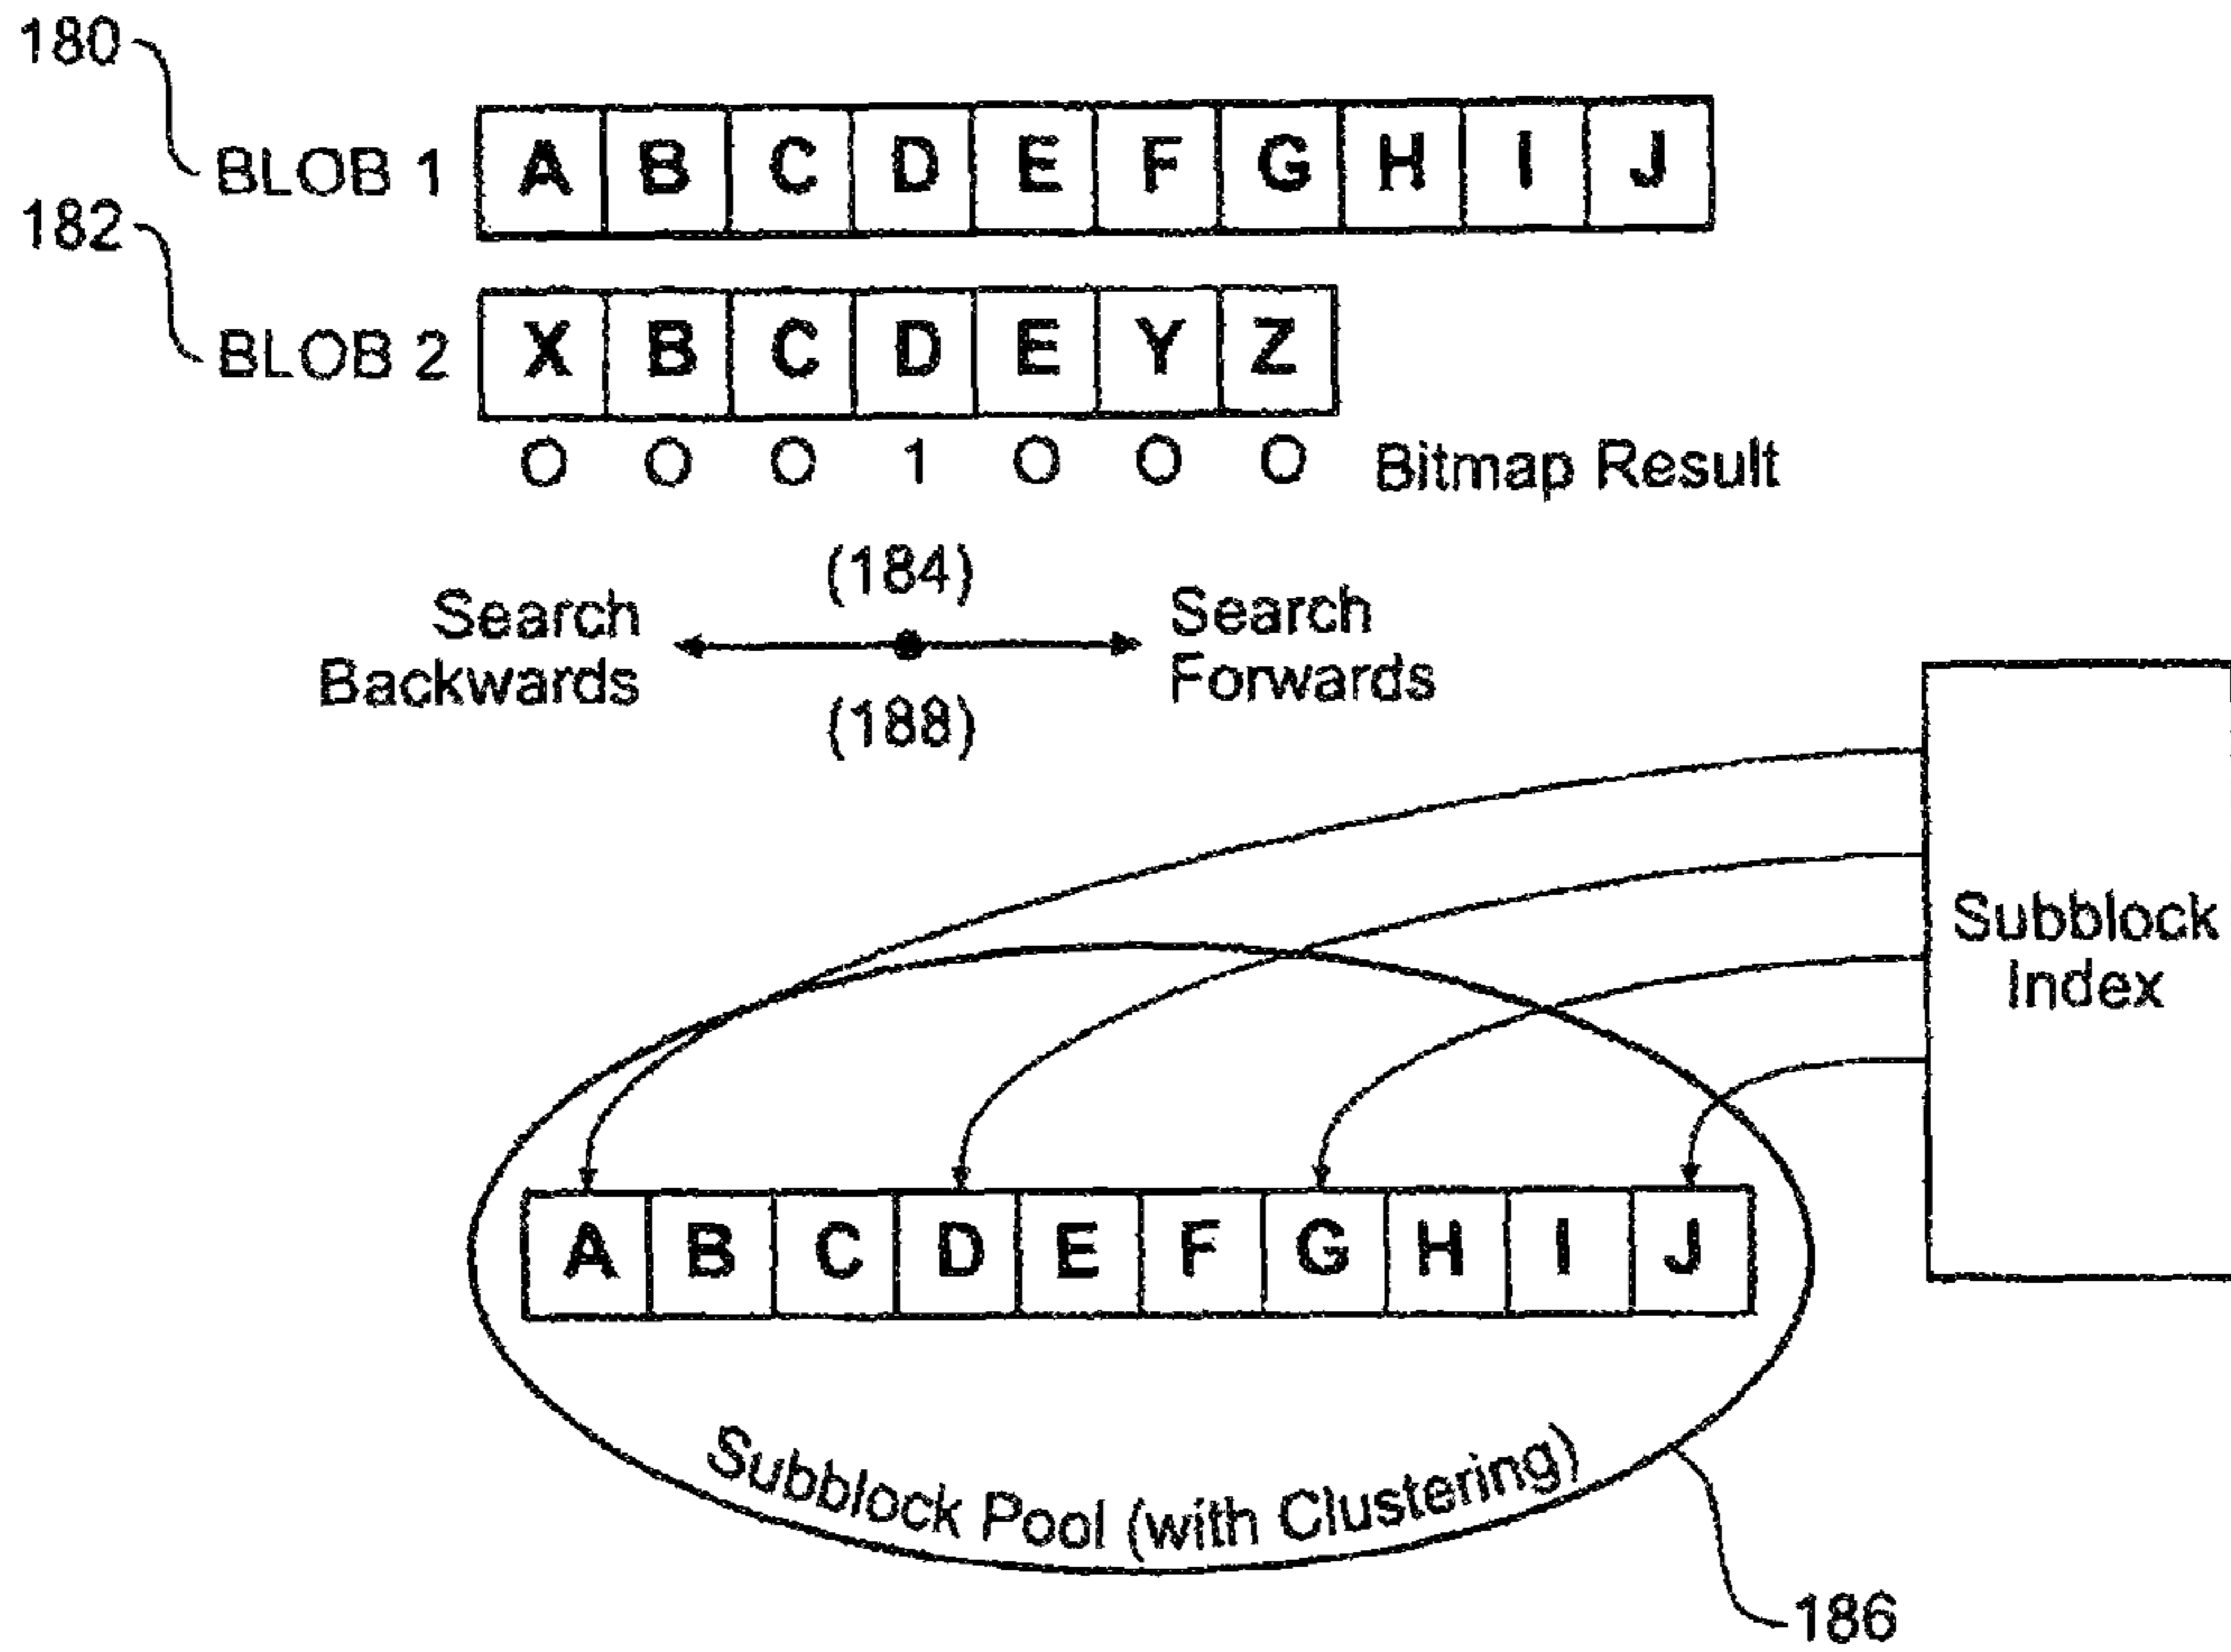 180
BLOB 1 A B C D E F G H I J
182
BLOB 2 X B C D E Y Z
0 0 0 1 0 0 0 Bitmap Result
(184)
Search Backwards
Search Forwards
(188)
Subblock
Index
A B C D E F G H I J
Subblock Pool (with Clustering)
186